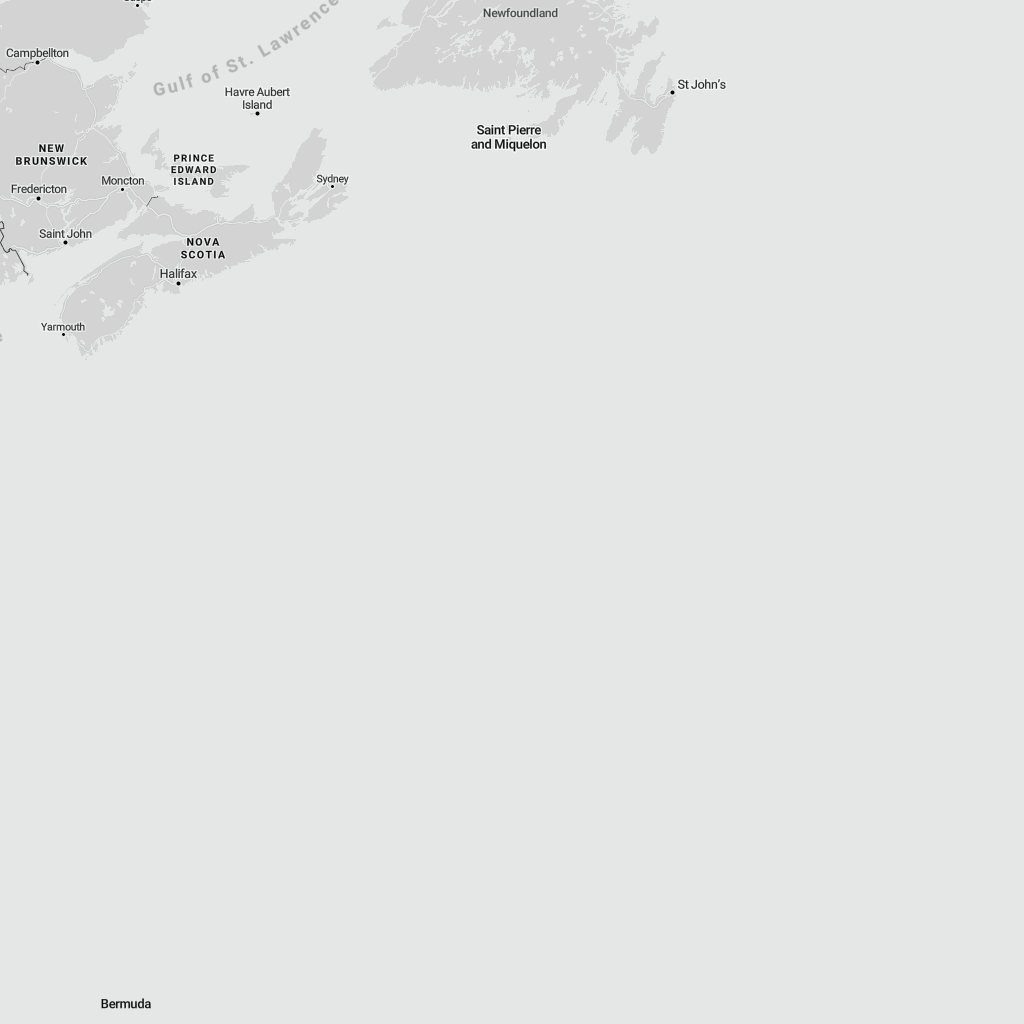 Newfoundland
Campbellton
Gulf of St. Lawrence
Havre Aubert
Island
St John's
Saint Pierre
and Miquelon
NEW
BRUNSWICK
PRINCE
EDWARD
ISLAND
Moncton
Sydney
Fredericton
Saint John
NOVA
SCOTIA
Halifax
Yarmouth
Bermuda